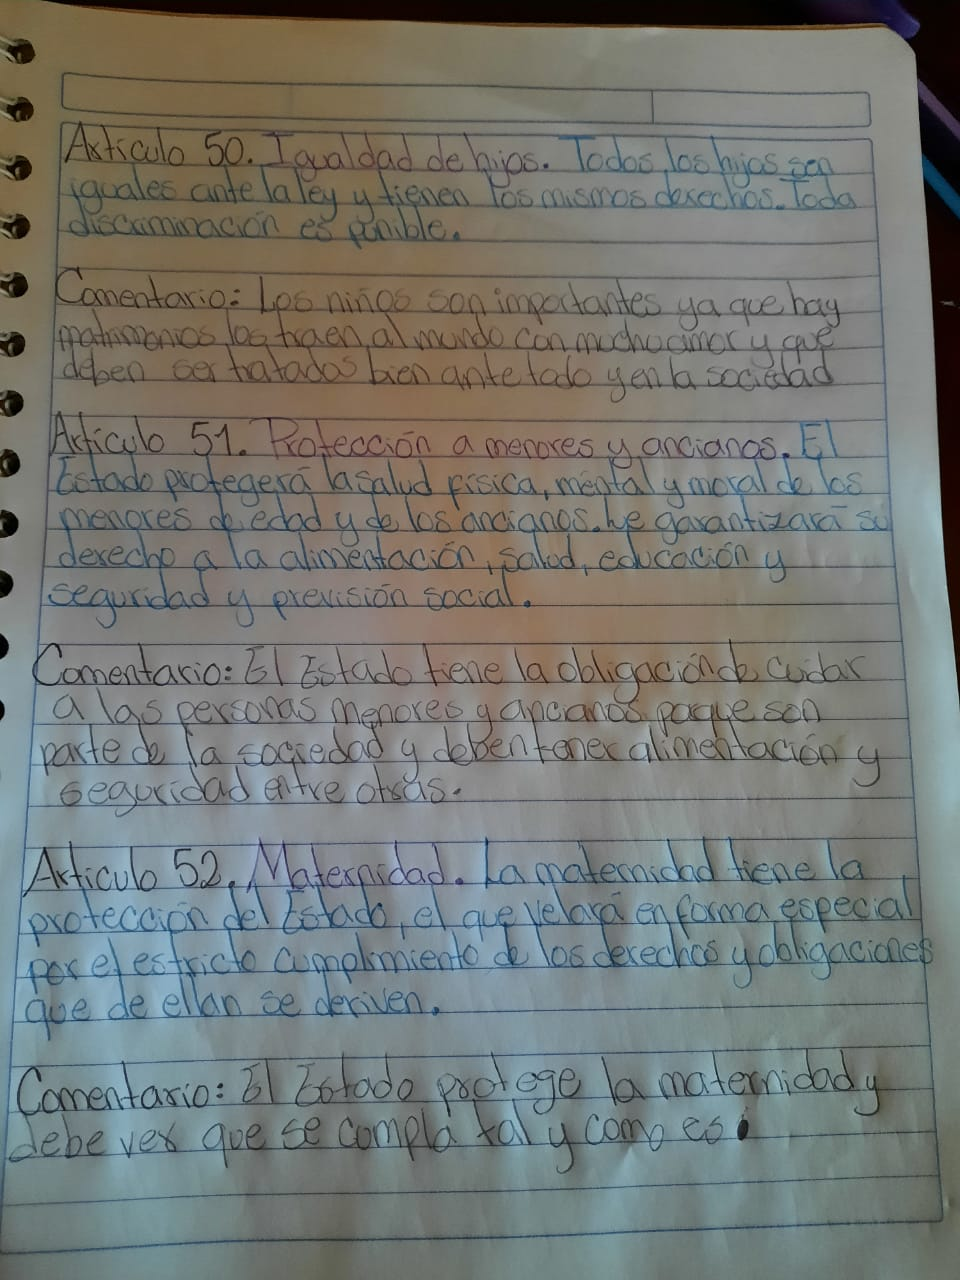 Artículo 50. Igualdad de hijos. Todos los hijos son
iguales ante la ley y tienen los mismos derechos. Toda
discriminación es punible.
Comentario: Los niños son importantes ya que hay
matrimonios los traen al mundo con mucho amor y que
deben ser tratados bien ante todo y en la sociedad
Artículo 51. Protección a menores y ancianos. El
Estado protegerá la salud física, mental y moral de los
menores de edad y de los ancianos. Le garantizará su
derecho a la alimentación, salud, educación y
seguridad y previsión social.
Comentario: El Estado tiene la obligación de cuidar
a las personas menores y ancianos paque son
parte de la sociedad y deben tener alimentación y
seguridad entre otras.
Artículo 52. Maternidad. La maternidad tiene la
protección del Estado, el que velará en forma especial
por el estricto cumplimiento de los derechos y obligaciones
que de ellan se deriven.
Comentario: El Estado protege la maternidad y
debe ver que se compla tal y como es.